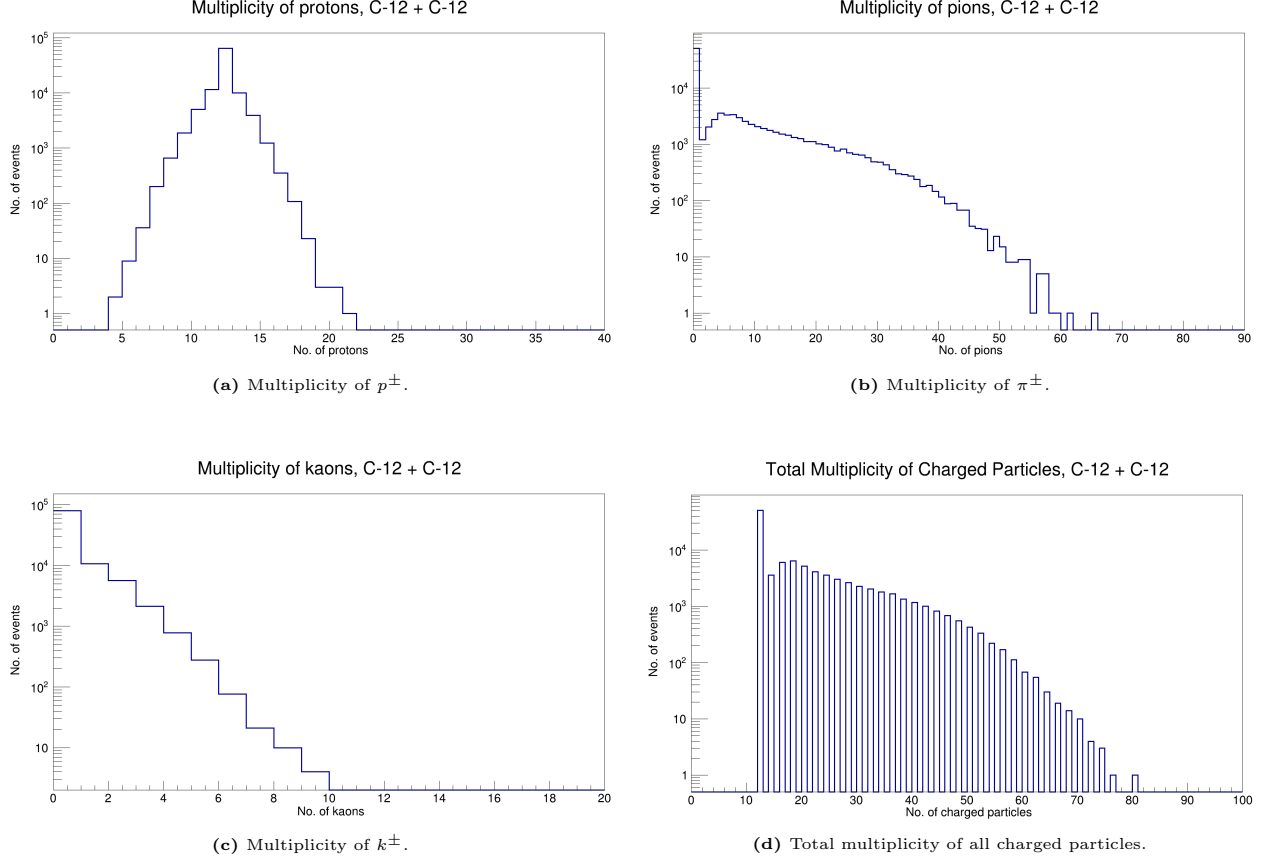 Multiplicity of protons, C-12 + C-12
No. of events
10^5
10^4
10^3
10^2
10
1
0 5 10 15 20 25 30 35 40
No. of protons
(a) Multiplicity of p^±.
Multiplicity of pions, C-12 + C-12
No. of events
10^4
10^3
10^2
10
1
0 10 20 30 40 50 60 70 80 90
No. of pions
(b) Multiplicity of π^±.
Multiplicity of kaons, C-12 + C-12
No. of events
10^5
10^4
10^3
10^2
10
0 2 4 6 8 10 12 14 16 18 20
No. of kaons
(c) Multiplicity of k^±.
Total Multiplicity of Charged Particles, C-12 + C-12
No. of events
10^4
10^3
10^2
10
1
0 10 20 30 40 50 60 70 80 90 100
No. of charged particles
(d) Total multiplicity of all charged particles.